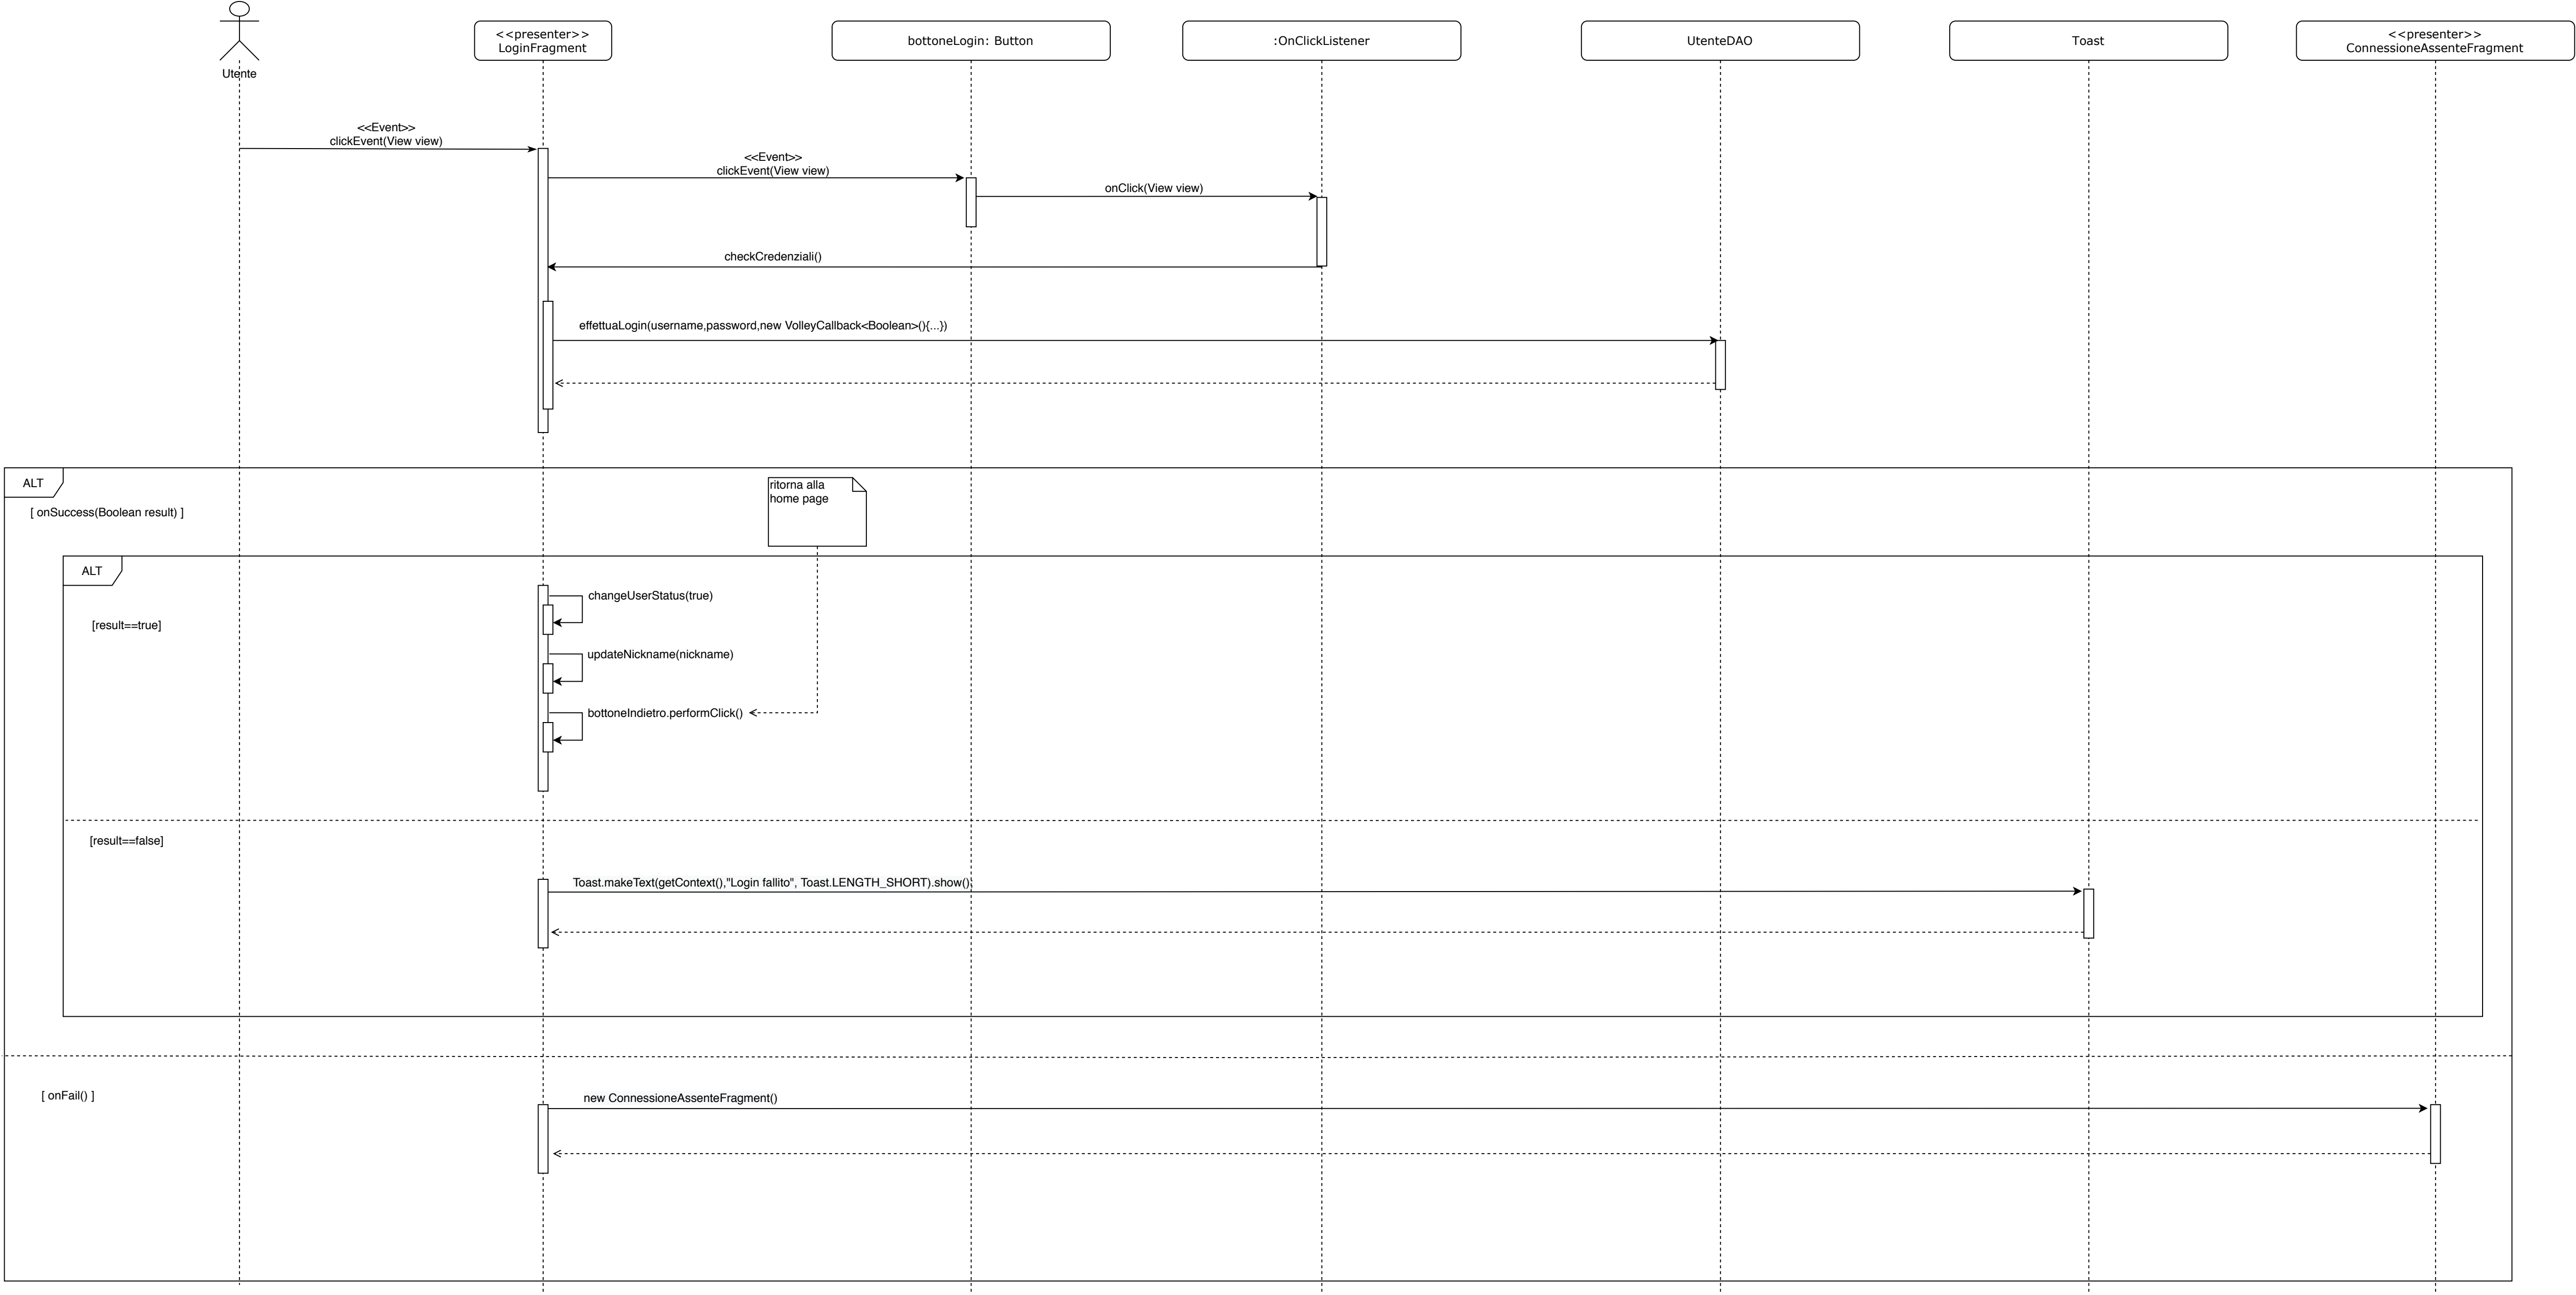 Utente
<<presenter>>
LoginFragment
bottoneLogin: Button
:OnClickListener
UtenteDAO
Toast
<<presenter>>
ConnessioneAssenteFragment
<<Event>>
clickEvent(View view)
<<Event>>
clickEvent(View view)
onClick(View view)
checkCredenziali()
effettuaLogin(username,password,new VolleyCallback<Boolean>(){...})
ALT
[ onSuccess(Boolean result) ]
ritorna alla
home page
ALT
changeUserStatus(true)
[result==true]
updateNickname(nickname)
bottoneIndietro.performClick()
[result==false]
Toast.makeText(getContext(),"Login fallito", Toast.LENGTH_SHORT).show();
[ onFail() ]
new ConnessioneAssenteFragment()